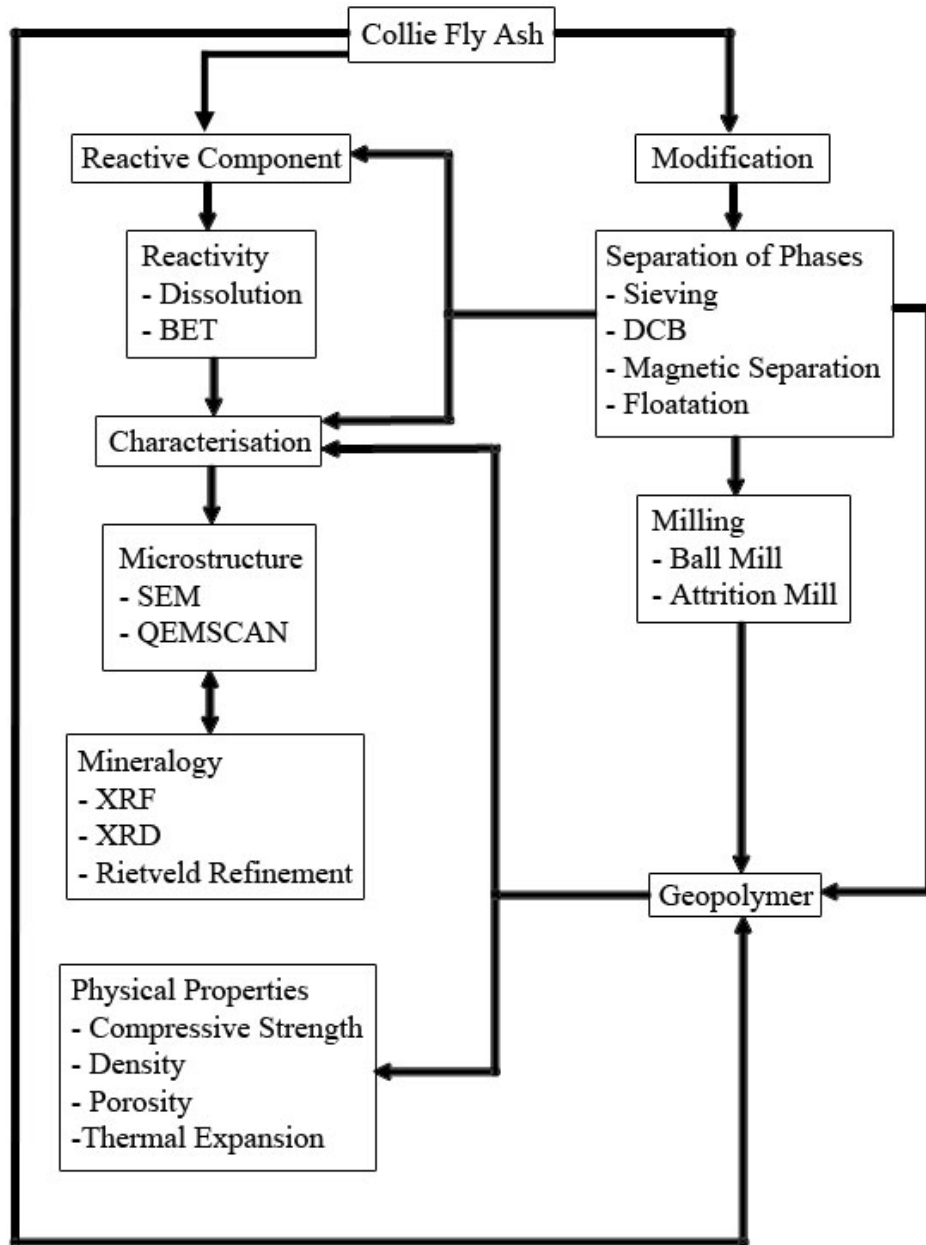 Collie Fly Ash
Reactive Component
Modification
Reactivity
- Dissolution
- BET
Separation of Phases
- Sieving
- DCB
- Magnetic Separation
- Floatation
Characterisation
Microstructure
- SEM
- QEMSCAN
Milling
- Ball Mill
- Attrition Mill
Mineralogy
- XRF
- XRD
- Rietveld Refinement
Geopolymer
Physical Properties
- Compressive Strength
- Density
- Porosity
-Thermal Expansion